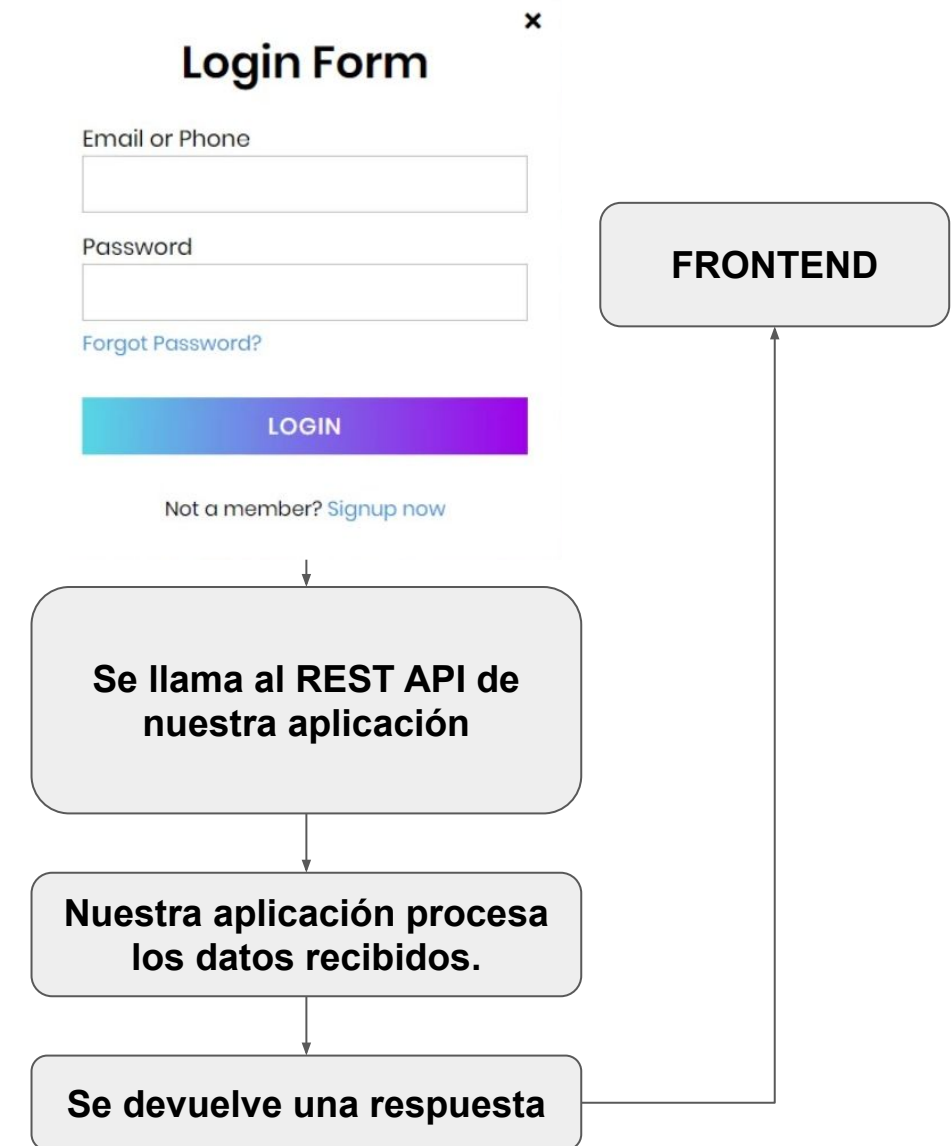 ×
Login Form
Email or Phone
Password
Forgot Password?
LOGIN
Not a member? Signup now
FRONTEND
Se llama al REST API de
nuestra aplicación
Nuestra aplicación procesa
los datos recibidos.
Se devuelve una respuesta